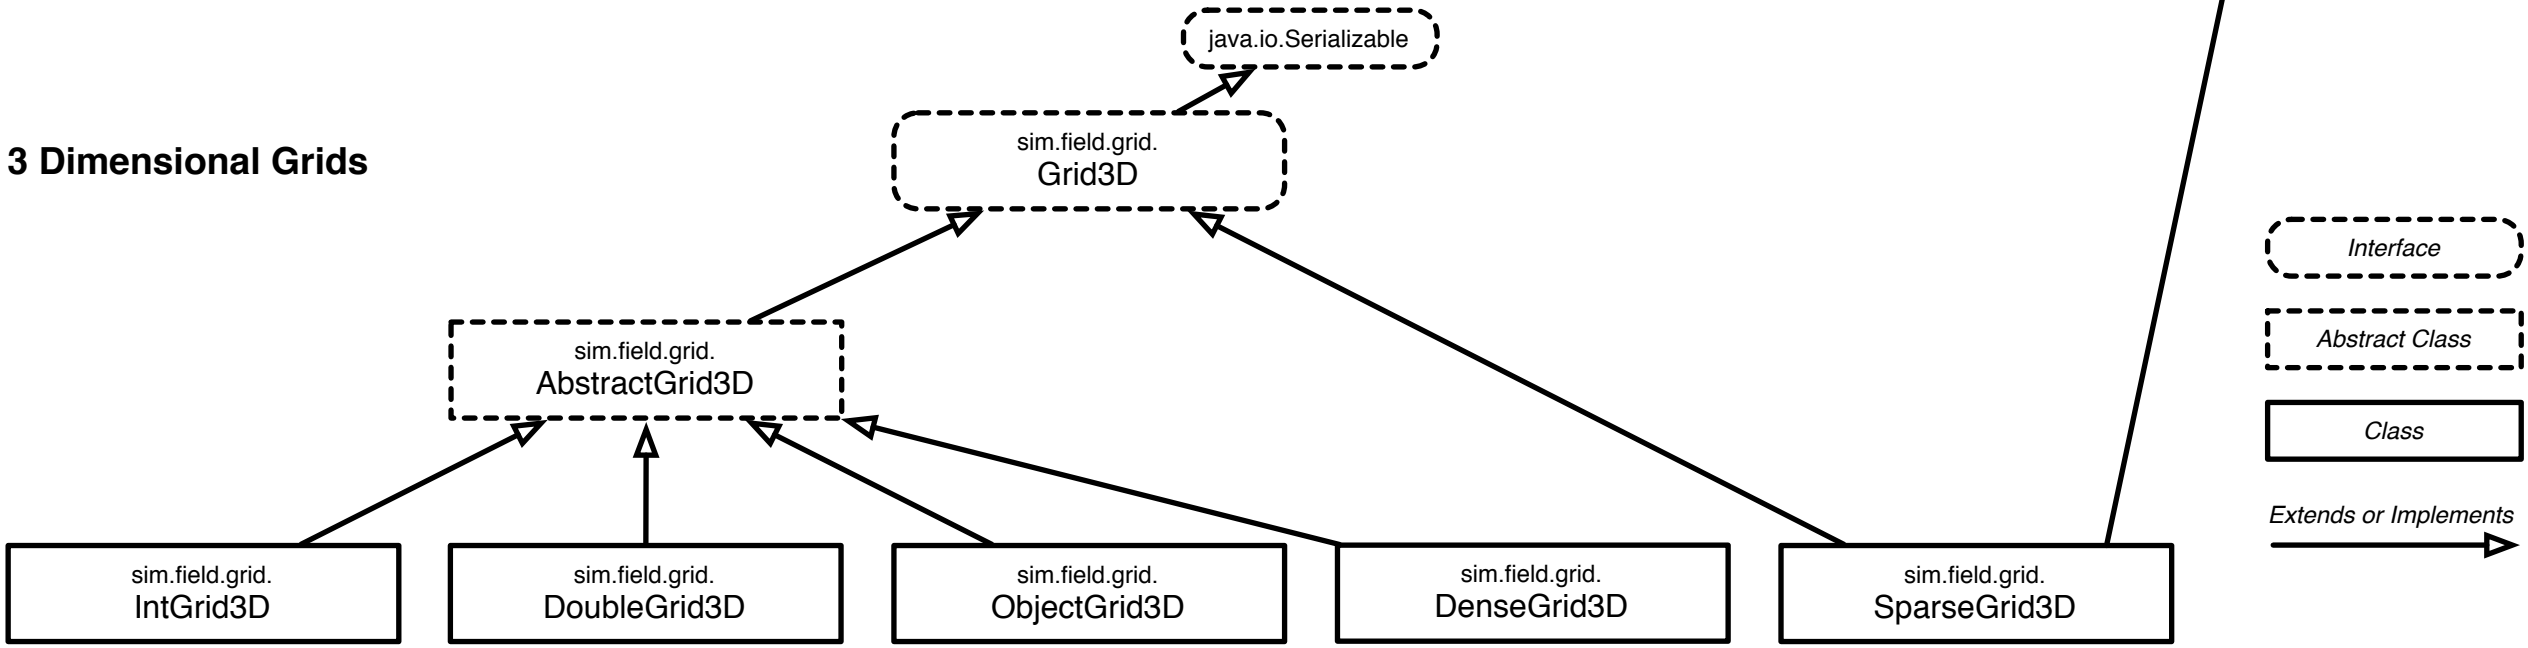 java.io.Serializable
3 Dimensional Grids
sim.field.grid.
Grid3D
Interface
sim.field.grid.
AbstractGrid3D
Abstract Class
Class
Extends or Implements
sim.field.grid.
IntGrid3D
sim.field.grid.
DoubleGrid3D
sim.field.grid.
ObjectGrid3D
sim.field.grid.
DenseGrid3D
sim.field.grid.
SparseGrid3D